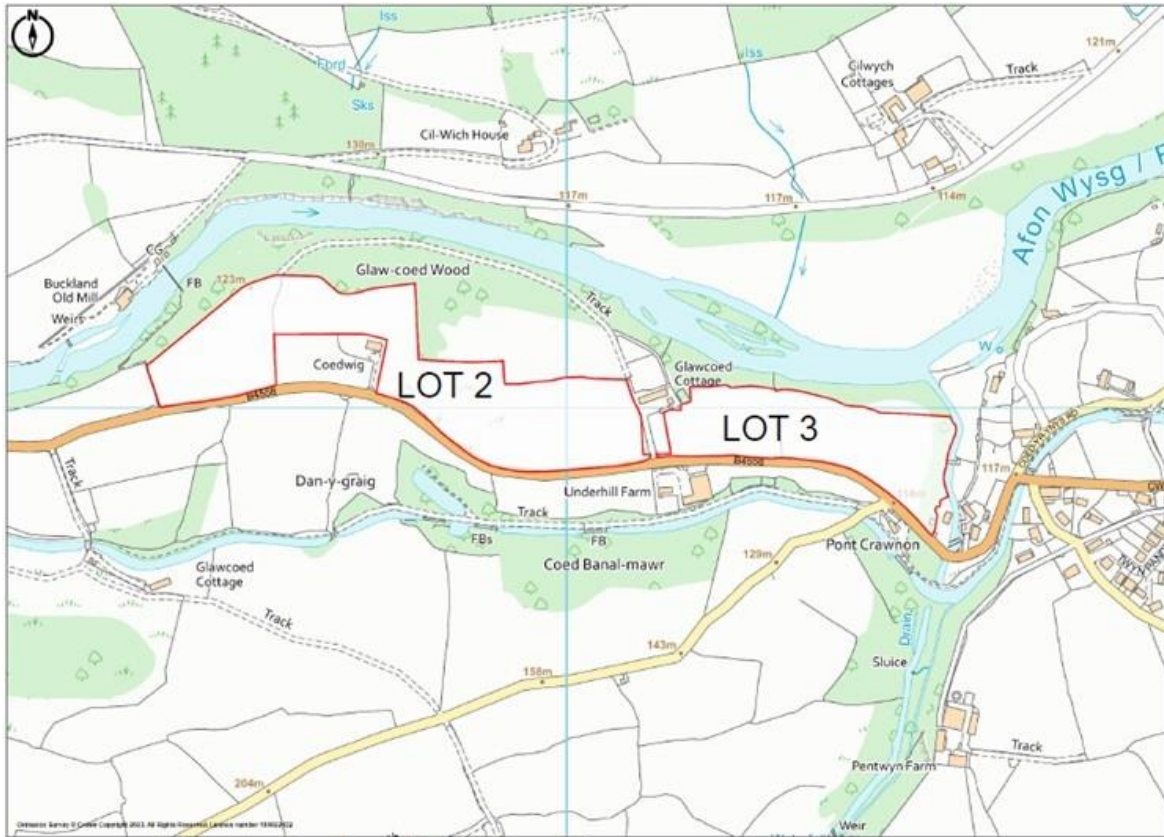 N
Iss
Ford
Sks
Cil-Wich House
130m
Iss
Gilwych
Cottages
Track
121m
117m
117m
114m
Afon Wysg /
CG
Buckland
Old Mill
FB
Weirs
123m
Glaw-coed Wood
Track
Coedwig
LOT 2
Glawcoed
Cottage
LOT 3
W
B4558
B4558
117m
Track
Dan-y-graig
Underhill Farm
Track
FBs
FB
Pont Crawnon
Glawcoed
Cottage
Coed Banal-mawr
129m
Track
143m
158m
Drain
Sluice
Track
Pentwyn Farm
204m
Weir